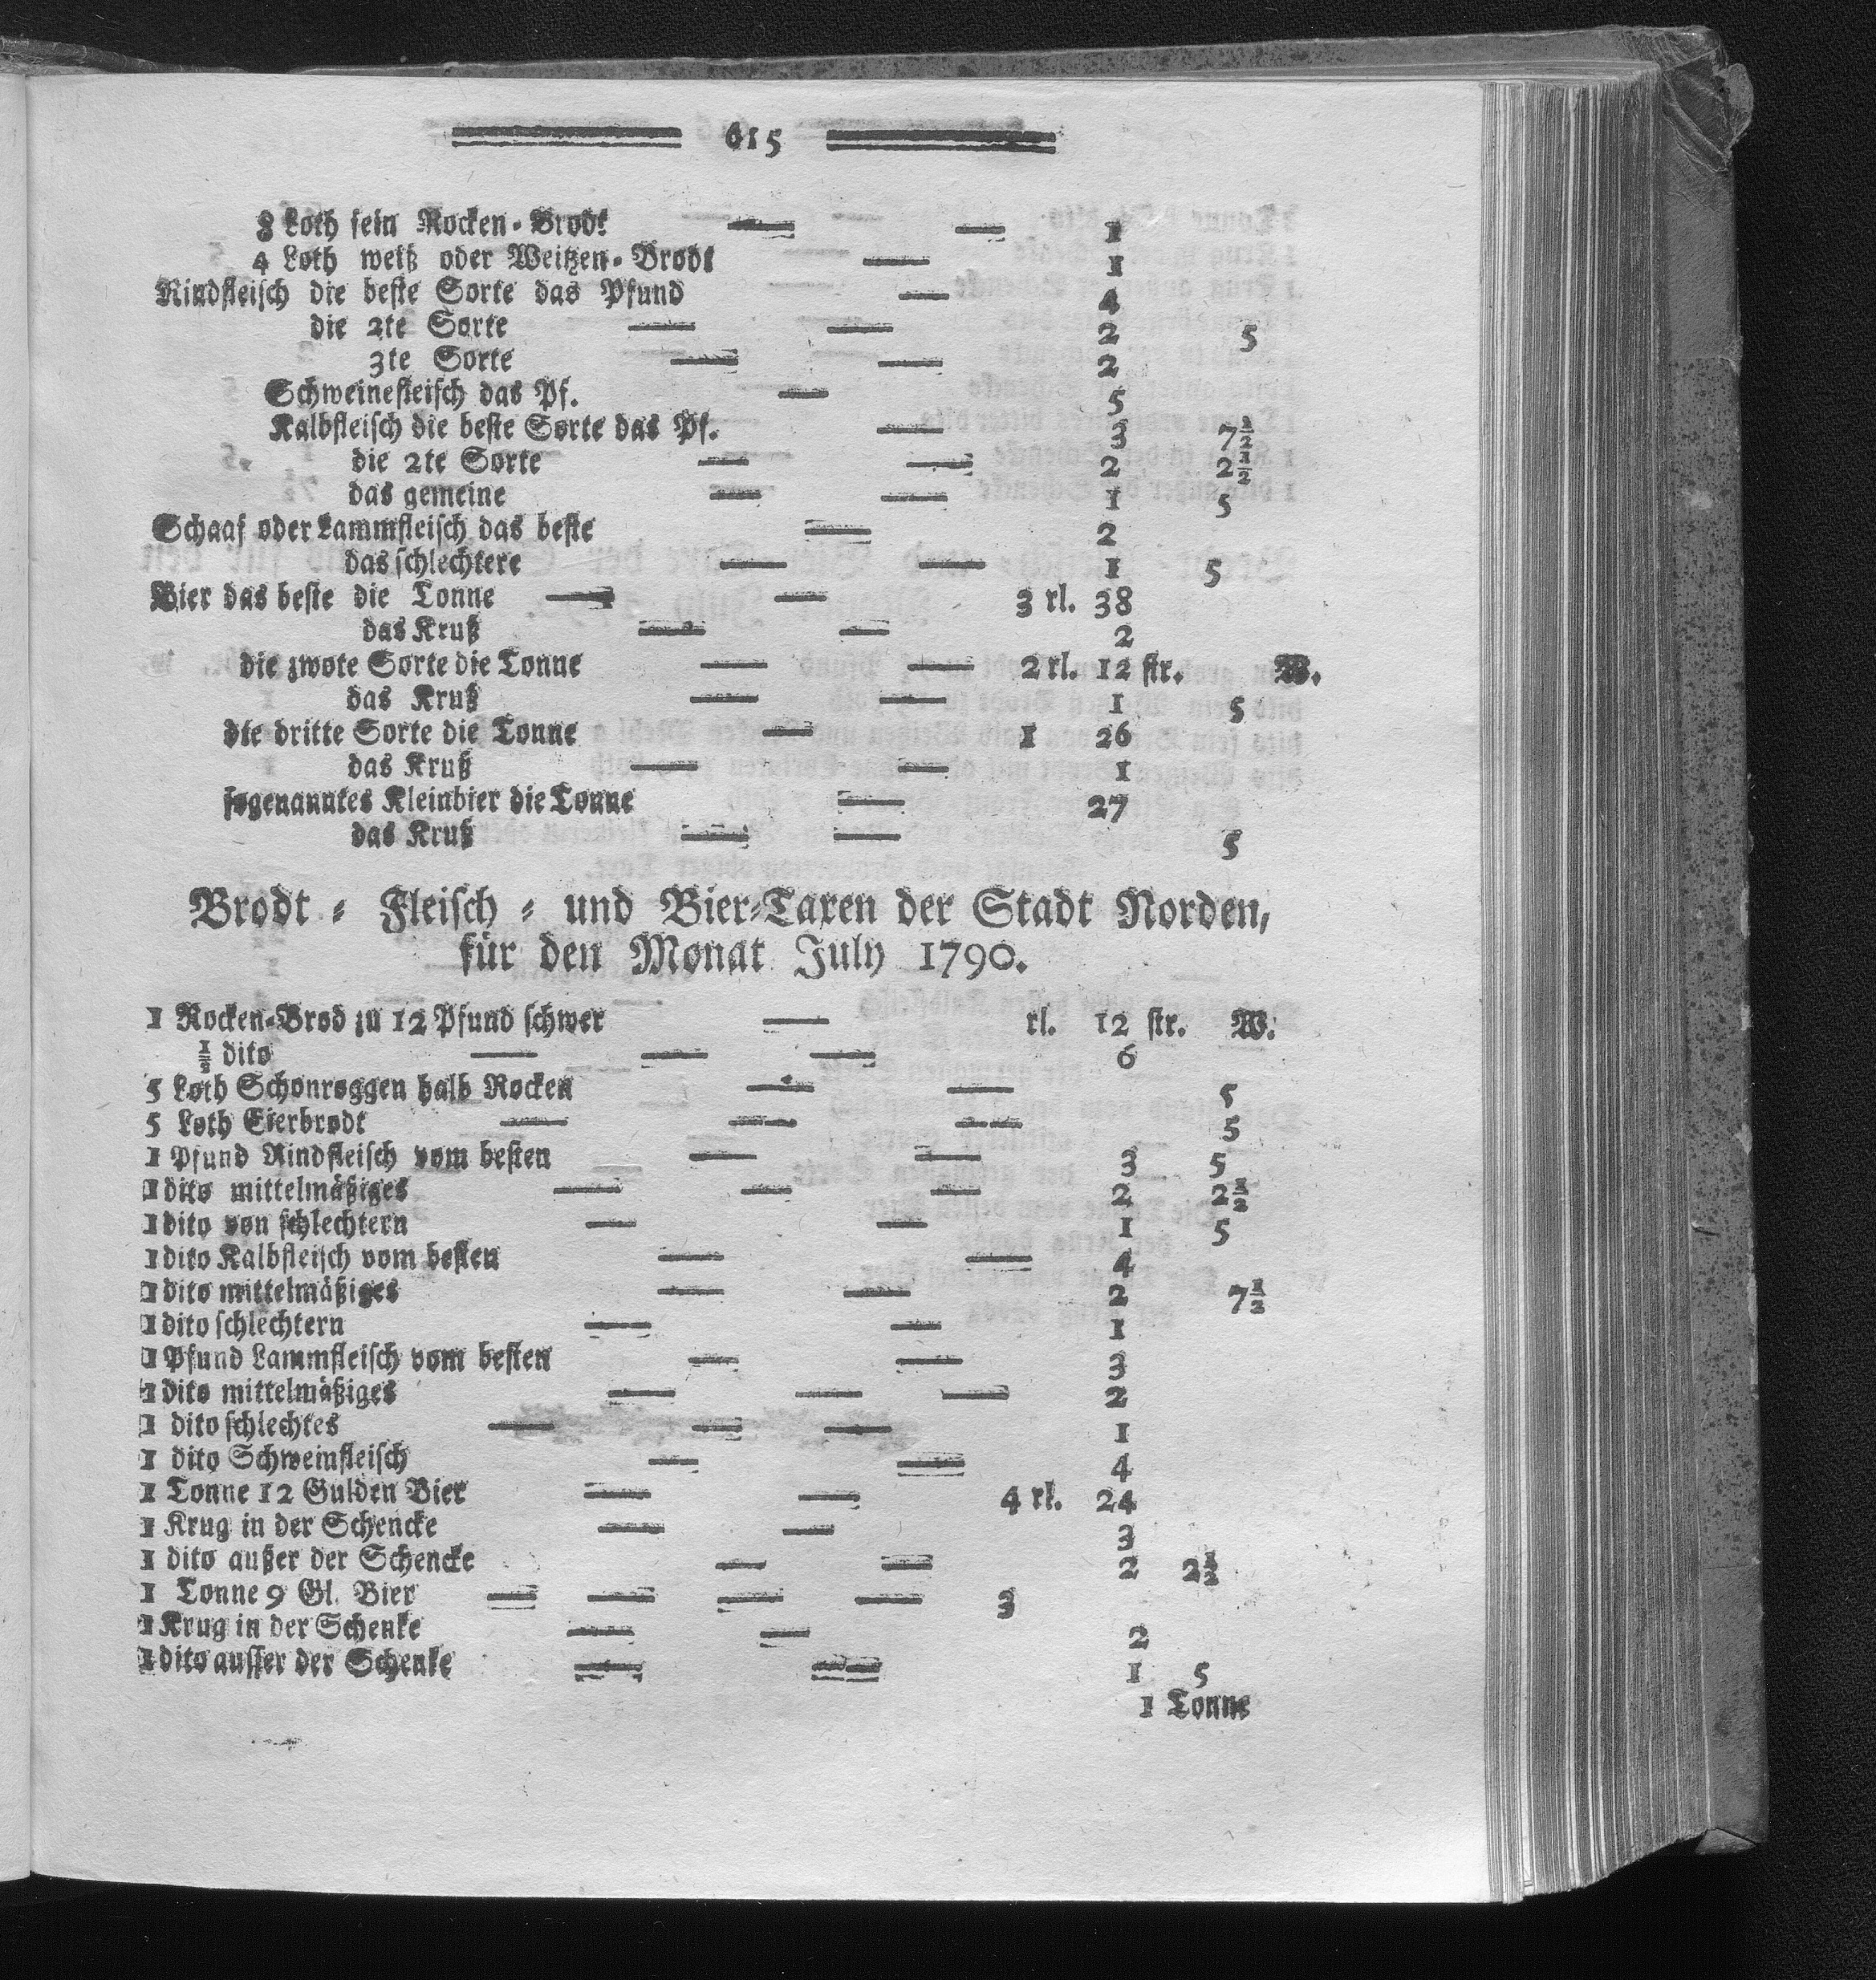 615
8 Loth fein Rocken-Brodt — — 1
4 Loth weiß oder Weitzen-Brodt — 1
Rindfleisch die beste Sorte das Pfund — 4
die 2te Sorte — — 2 5
3te Sorte — — 2
Schweinefleisch das Pf. — 5
Kalbfleisch die beste Sorte das Pf. — 3 7½
die 2te Sorte — — 2 2½
das gemeine — — 1 5
Schaaf oder Lammfleisch das beste — 2
das schlechtere — — 1 5
Bier das beste die Tonne — — 3 rl. 38
das Kruß — — 2
die zwote Sorte die Tonne — — 2 rl. 12 str. W.
das Kruß — — 1 5
die dritte Sorte die Tonne — 1 26
das Kruß — — 1
sogenanntes Kleinbier die Tonne — 27
das Kruß — — 5
Brodt- Fleisch- und Bier-Taxen der Stadt Norden,
für den Monat July 1790.
1 Rocken-Brod zu 12 Pfund schwer — rl. 12 str. W.
½ dito — — — 6
5 Loth Schonroggen halb Rocken — — 5
5 Loth Eierbrodt — — — 5
1 Pfund Rindfleisch vom besten — — 3 5
1 dito mittelmäßiges — — — 2 2½
1 dito von schlechtern — — 1 5
1 dito Kalbfleisch vom besten — — 4
1 dito mittelmäßiges — — 2 7½
1 dito schlechtern — — 1
1 Pfund Lammfleisch vom besten — — 3
1 dito mittelmäßiges — — — 2
1 dito schlechtes — — — 1
1 dito Schweinfleisch — — 4
1 Tonne 12 Gulden Bier — — 4 rl. 24
1 Krug in der Schencke — — 3
1 dito außer der Schencke — — 2 2½
1 Tonne 9 Gl. Bier — — — — 3
1 Krug in der Schenke — — 2
1 dito ausser der Schenke — — 1 5
1 Tonne